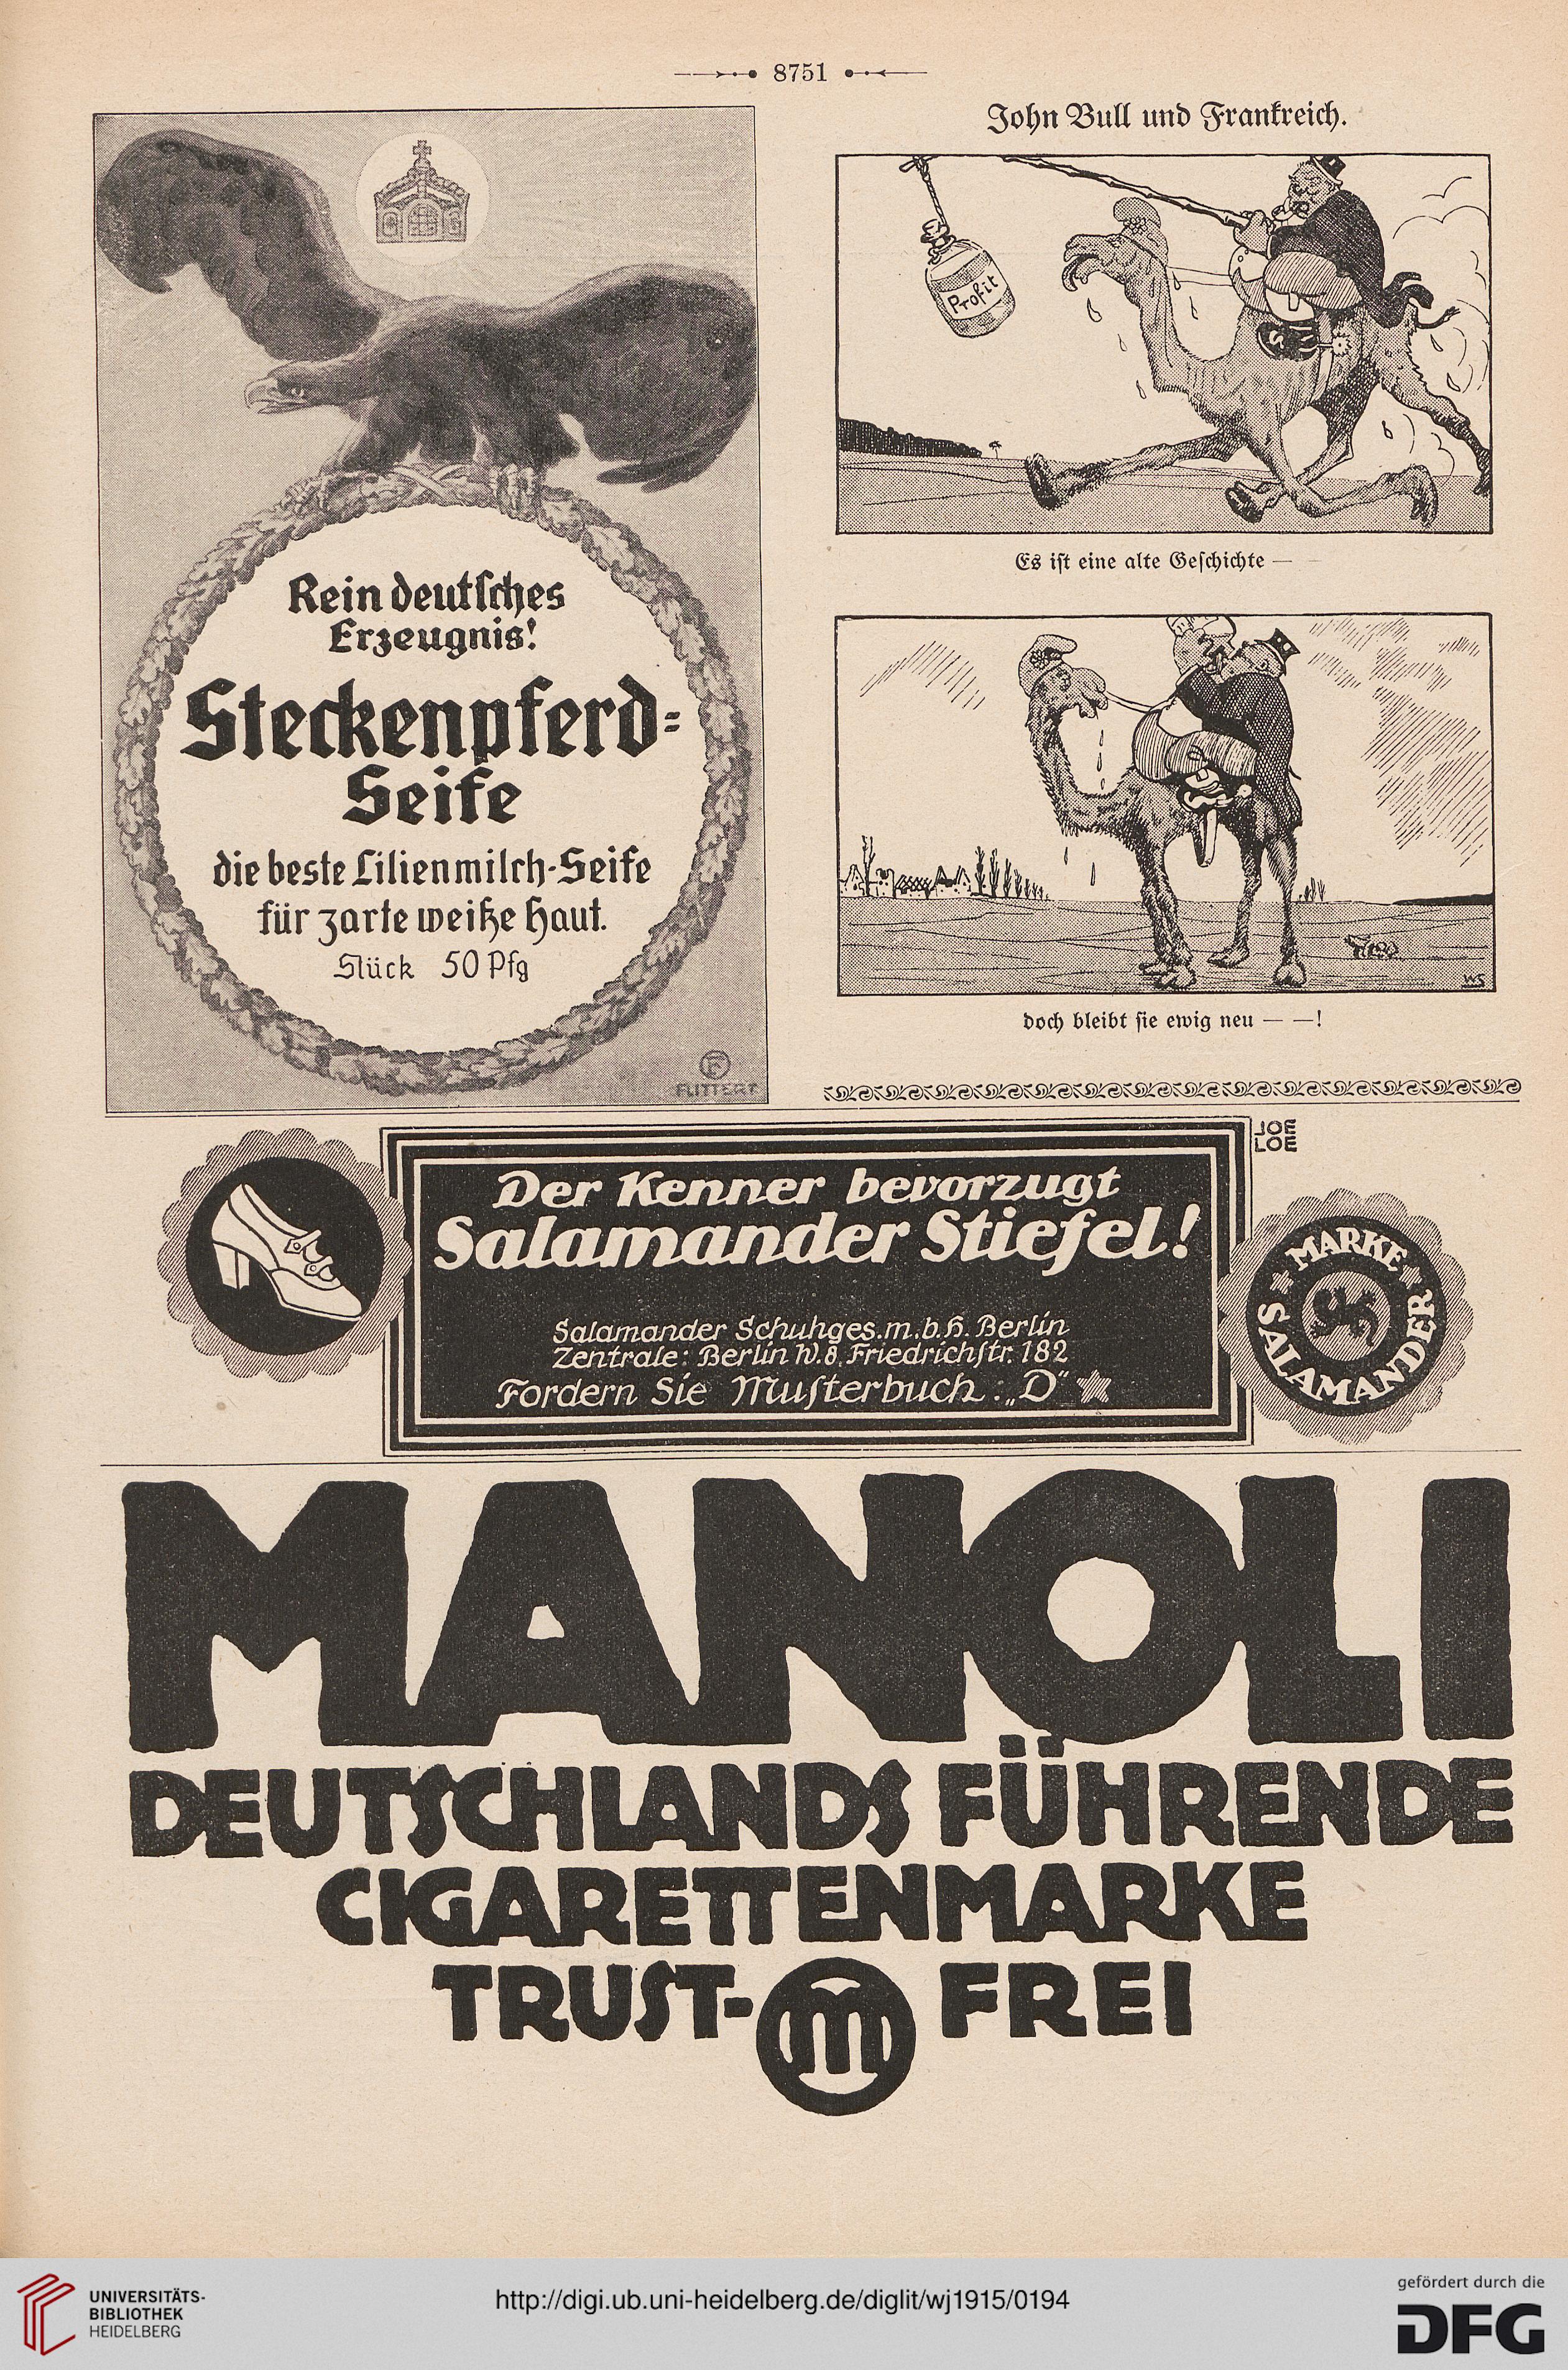 8751
Rein deutſches
Erzeugnis!
Steckenpferd-
Seife
die beste Lilienmilch-Seife
für zarte weiße Haut.
Stück 50 Pfg
F
FLITTERT
John Bull und Frankreich.
Profit
Es iſt eine alte Geſchichte —
WS
doch bleibt ſie ewig neu — —!
JOE
LOE
Der Kenner bevorzugt
Salamander Stiefel!
Salamander Schuhges.m.b.H. Berlin
Zentrale: Berlin W.8. Friedrichſtr. 182
Fordern Sie Muſterbuch: „D“
MARKE
SALAMANDER
MANOLI
DEUTSCHLANDS FÜHRENDE
CIGARETTENMARKE
TRUST- M FREI
UNIVERSITÄTS-
BIBLIOTHEK
HEIDELBERG
http://digi.ub.uni-heidelberg.de/diglit/wj1915/0194
gefördert durch die
DFG